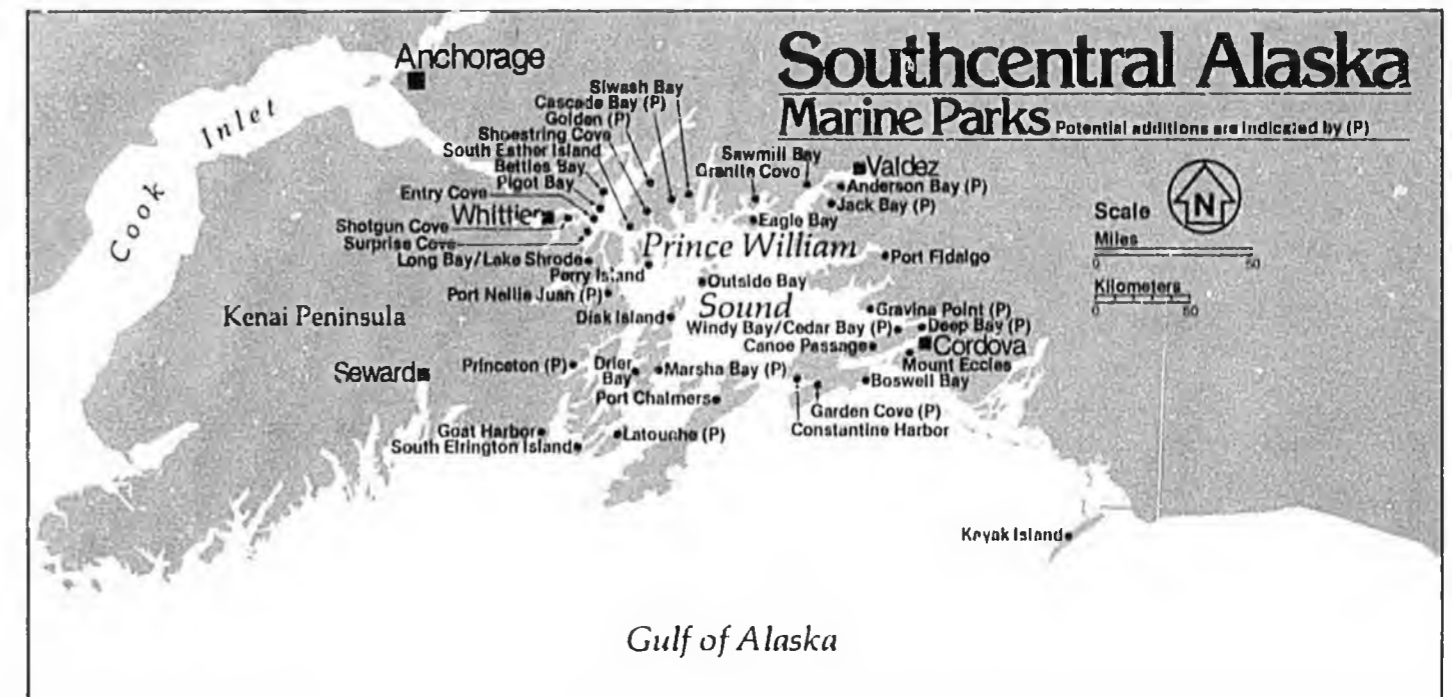 Southcentral Alaska
Marine Parks Potential additions are indicated by (P)
Anchorage
Cook Inlet
Siwash Bay
Cascade Bay (P)
Golden (P)
Shoestring Cove
South Esther Island
Bettles Bay
Pigot Bay
Entry Cove
Whittier
Shotgun Cove
Surprise Cove
Long Bay/Lake Shrode
Perry Island
Port Nellie Juan (P)
Disk Island
Kenai Peninsula
Seward
Princeton (P)
Drier
Bay
Marsha Bay (P)
Port Chalmers
Goat Harbor
South Elrington Island
Latouche (P)
Sawmill Bay
Granite Cove
Valdez
Anderson Bay (P)
Jack Bay (P)
Eagle Bay
Prince William
Sound
Port Fidalgo
Outside Bay
Gravina Point (P)
Windy Bay/Cedar Bay (P)
Deep Bay (P)
Canoe Passage
Cordova
Mount Eccles
Boswell Bay
Garden Cove (P)
Constantine Harbor
Kayak Island
Gulf of Alaska
N
Scale
Miles
0 50
Kilometers
0 50